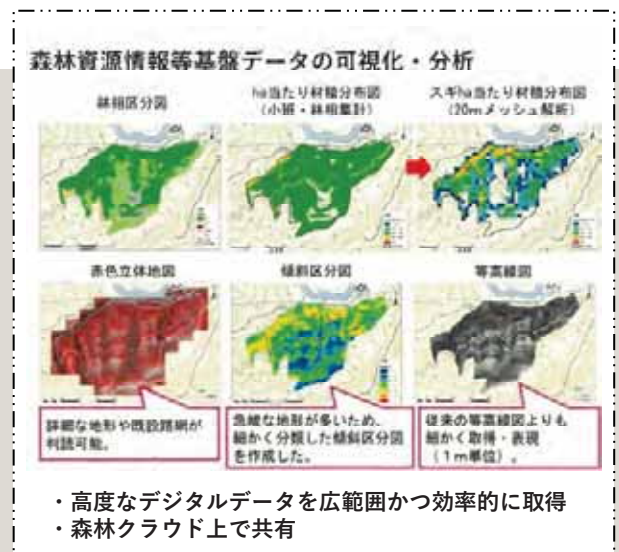 森林資源情報等基盤データの可視化・分析
林相区分図
ha当たり材積分布図
(小班・林相集計)
スギha当たり材積分布図
(20mメッシュ解析)
赤色立体地図
傾斜区分図
等高線図
詳細な地形や既設路網が
判読可能。
急峻な地形が多いため、
細かく分類した傾斜区分図
を作成した。
従来の等高線図よりも
細かく取得・表現
(1m単位)。
・高度なデジタルデータを広範囲かつ効率的に取得
・森林クラウド上で共有